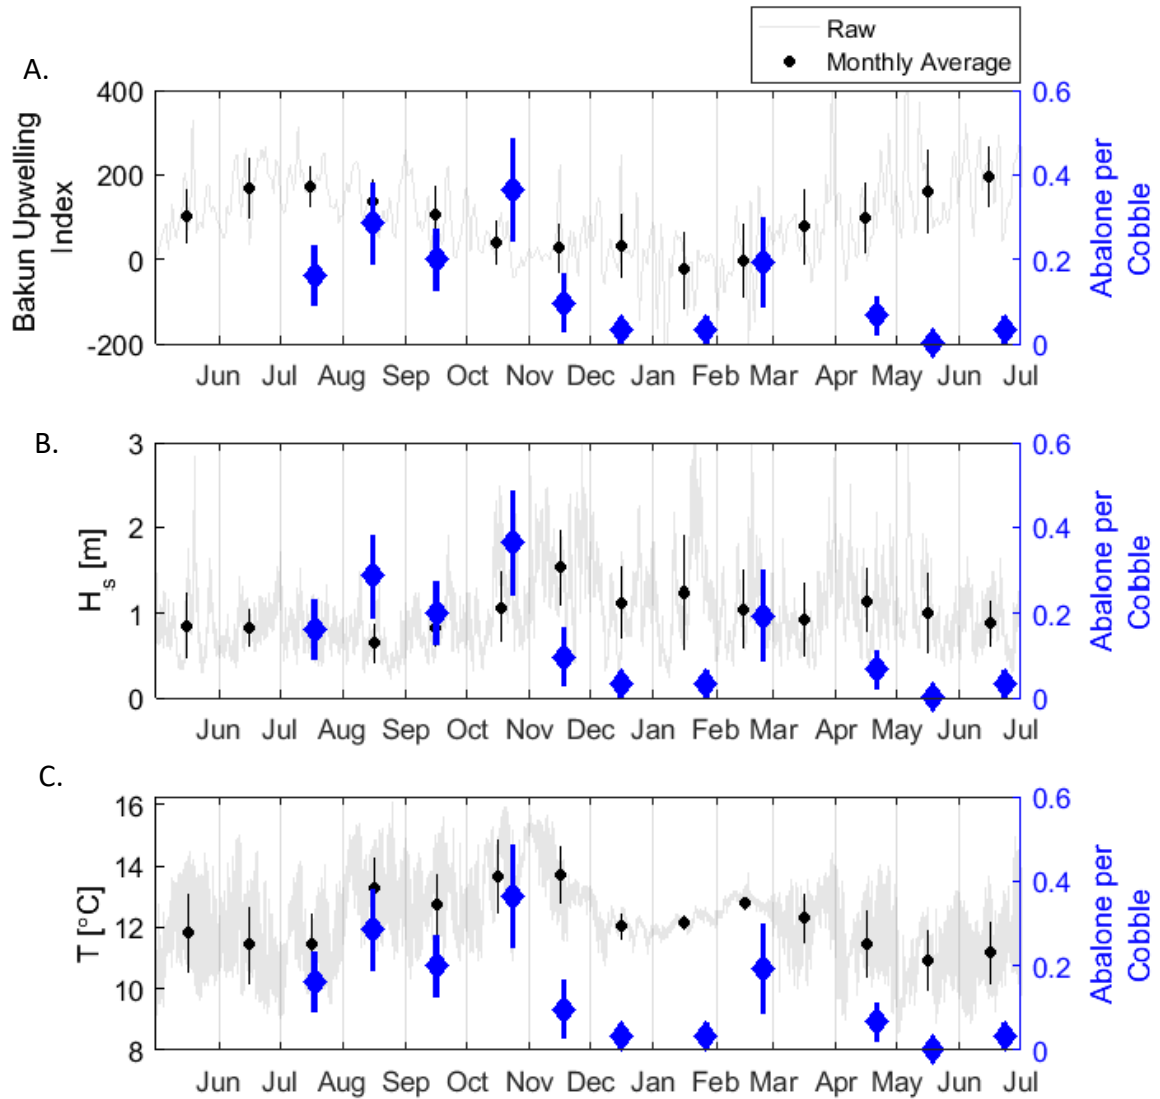 Raw
Monthly Average
A.
Bakun Upwelling
Index
400
200
0
-200
0.6
0.4
0.2
0
Abalone per
Cobble
Jun Jul Aug Sep Oct Nov Dec Jan Feb Mar Apr May Jun Jul
B.
H_s [m]
3
2
1
0
0.6
0.4
0.2
0
Abalone per
Cobble
Jun Jul Aug Sep Oct Nov Dec Jan Feb Mar Apr May Jun Jul
C.
T [°C]
16
14
12
10
8
0.6
0.4
0.2
0
Abalone per
Cobble
Jun Jul Aug Sep Oct Nov Dec Jan Feb Mar Apr May Jun Jul